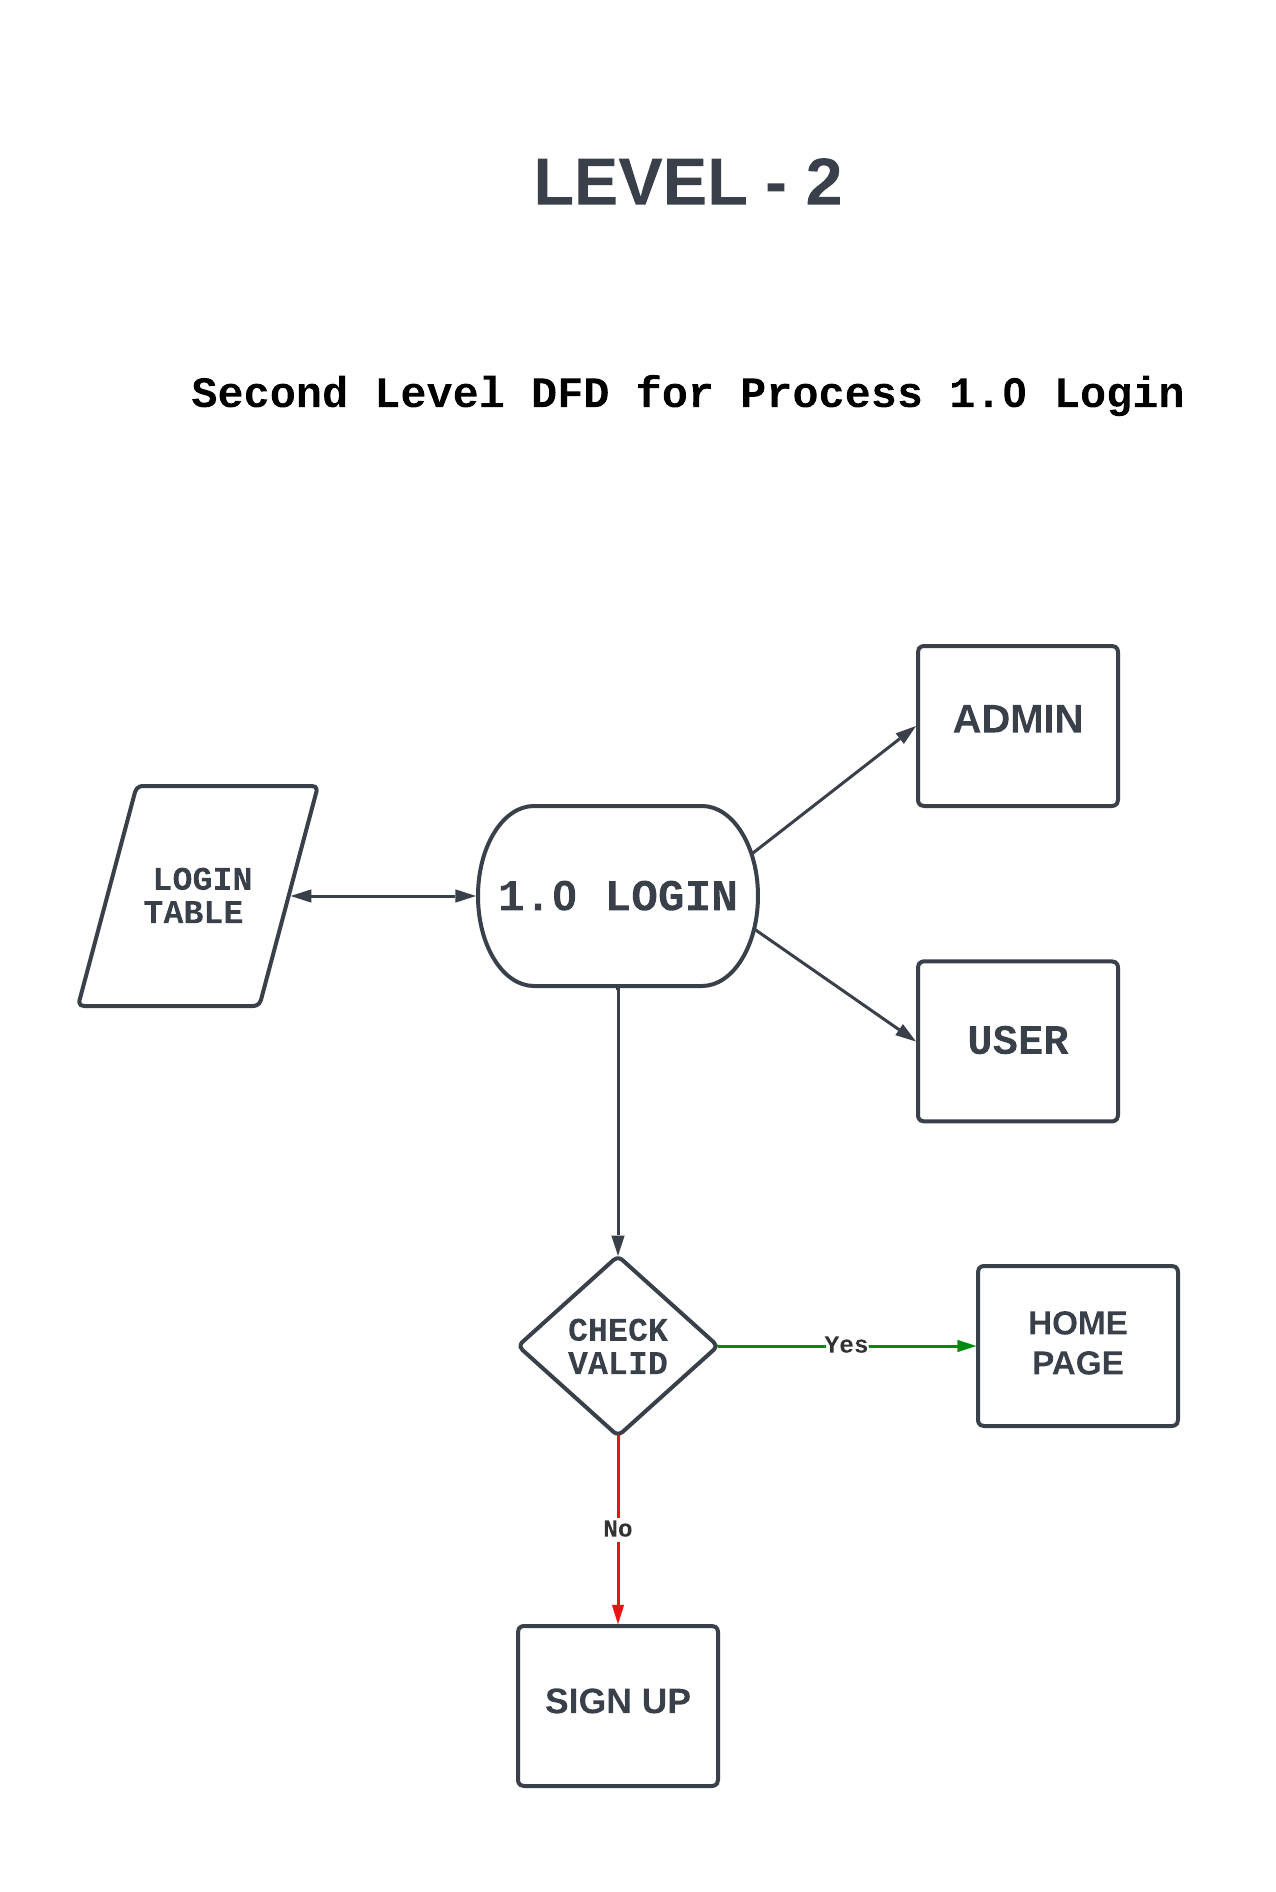 LEVEL - 2
Second Level DFD for Process 1.0 Login
ADMIN
LOGIN
TABLE
1.0 LOGIN
USER
CHECK
VALID
Yes
HOME
PAGE
No
SIGN UP